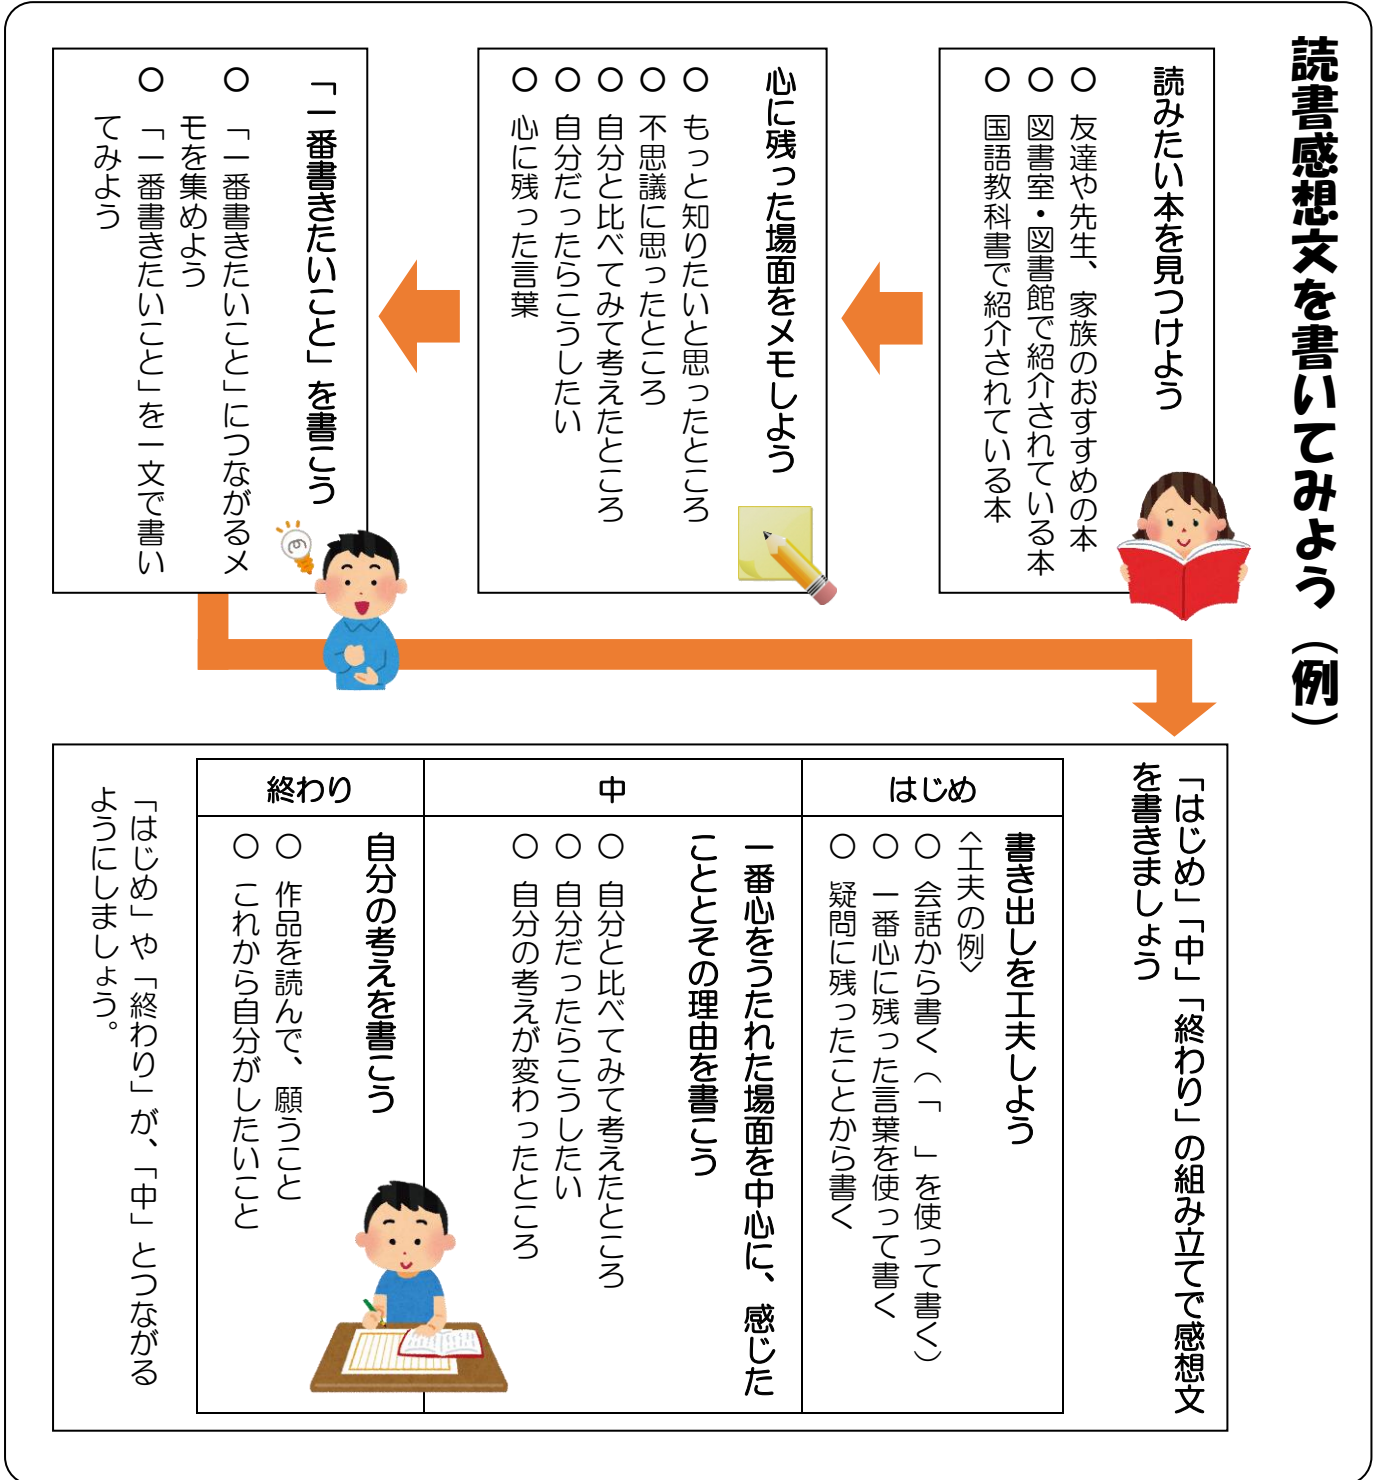 読書感想文を書いてみよう（例）
読みたい本を見つけよう
○ 友達や先生、家族のおすすめの本
○ 図書室・図書館で紹介されている本
○ 国語教科書で紹介されている本
心に残った場面をメモしよう
○ もっと知りたいと思ったところ
○ 不思議に思ったところ
○ 自分と比べてみて考えたところ
○ 自分だったらこうしたい
○ 心に残った言葉
「一番書きたいこと」を書こう
○ 「一番書きたいこと」につながるメ
モを集めよう
○ 「一番書きたいこと」を一文で書い
てみよう
「はじめ」「中」「終わり」の組み立てで感想文
を書きましょう
はじめ
書き出しを工夫しよう
〈工夫の例〉
○ 会話から書く（「　」を使って書く）
○ 一番心に残った言葉を使って書く
○ 疑問に残ったことから書く
中
一番心をうたれた場面を中心に、感じた
こととその理由を書こう
○ 自分と比べてみて考えたところ
○ 自分だったらこうしたい
○ 自分の考えが変わったところ
終わり
自分の考えを書こう
○ 作品を読んで、願うこと
○ これから自分がしたいこと
「はじめ」や「終わり」が、「中」とつながる
ようにしましょう。